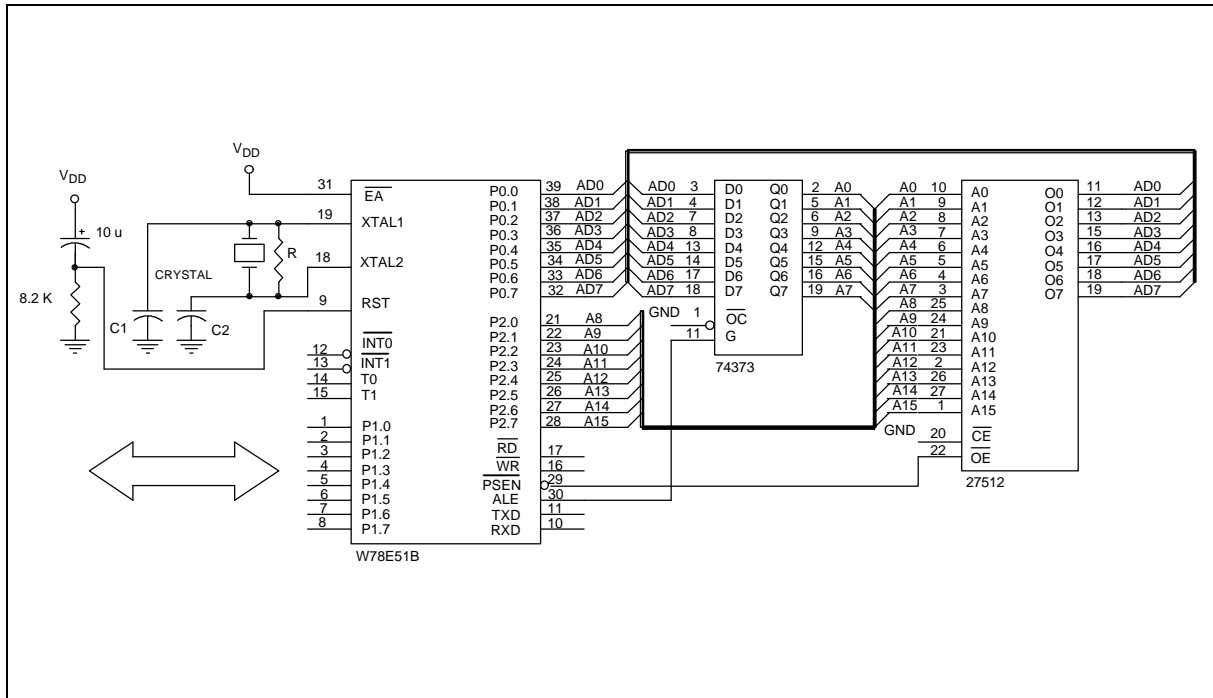 VDD
VDD
10 u
+
8.2 K
CRYSTAL
C1
C2
R
31 EA
19 XTAL1
18 XTAL2
9 RST
12 INT0
13 INT1
14 T0
15 T1
1 P1.0
2 P1.1
3 P1.2
4 P1.3
5 P1.4
6 P1.5
7 P1.6
8 P1.7
P0.0 39 AD0
P0.1 38 AD1
P0.2 37 AD2
P0.3 36 AD3
P0.4 35 AD4
P0.5 34 AD5
P0.6 33 AD6
P0.7 32 AD7
P2.0 21 A8
P2.1 22 A9
P2.2 23 A10
P2.3 24 A11
P2.4 25 A12
P2.5 26 A13
P2.6 27 A14
P2.7 28 A15
RD 17
WR 16
PSEN 29
ALE 30
TXD 11
RXD 10
W78E51B
AD0 3 D0 Q0 2 A0
AD1 4 D1 Q1 5 A1
AD2 7 D2 Q2 6 A2
AD3 8 D3 Q3 9 A3
AD4 13 D4 Q4 12 A4
AD5 14 D5 Q5 15 A5
AD6 17 D6 Q6 16 A6
AD7 18 D7 Q7 19 A7
GND 1 OC
11 G
74373
A0 10 A0 O0 11 AD0
A1 9 A1 O1 12 AD1
A2 8 A2 O2 13 AD2
A3 7 A3 O3 15 AD3
A4 6 A4 O4 16 AD4
A5 5 A5 O5 17 AD5
A6 4 A6 O6 18 AD6
A7 3 A7 O7 19 AD7
A8 25 A8
A9 24 A9
A10 21 A10
A11 23 A11
A12 2 A12
A13 26 A13
A14 27 A14
A15 1 A15
GND 20 CE
22 OE
27512